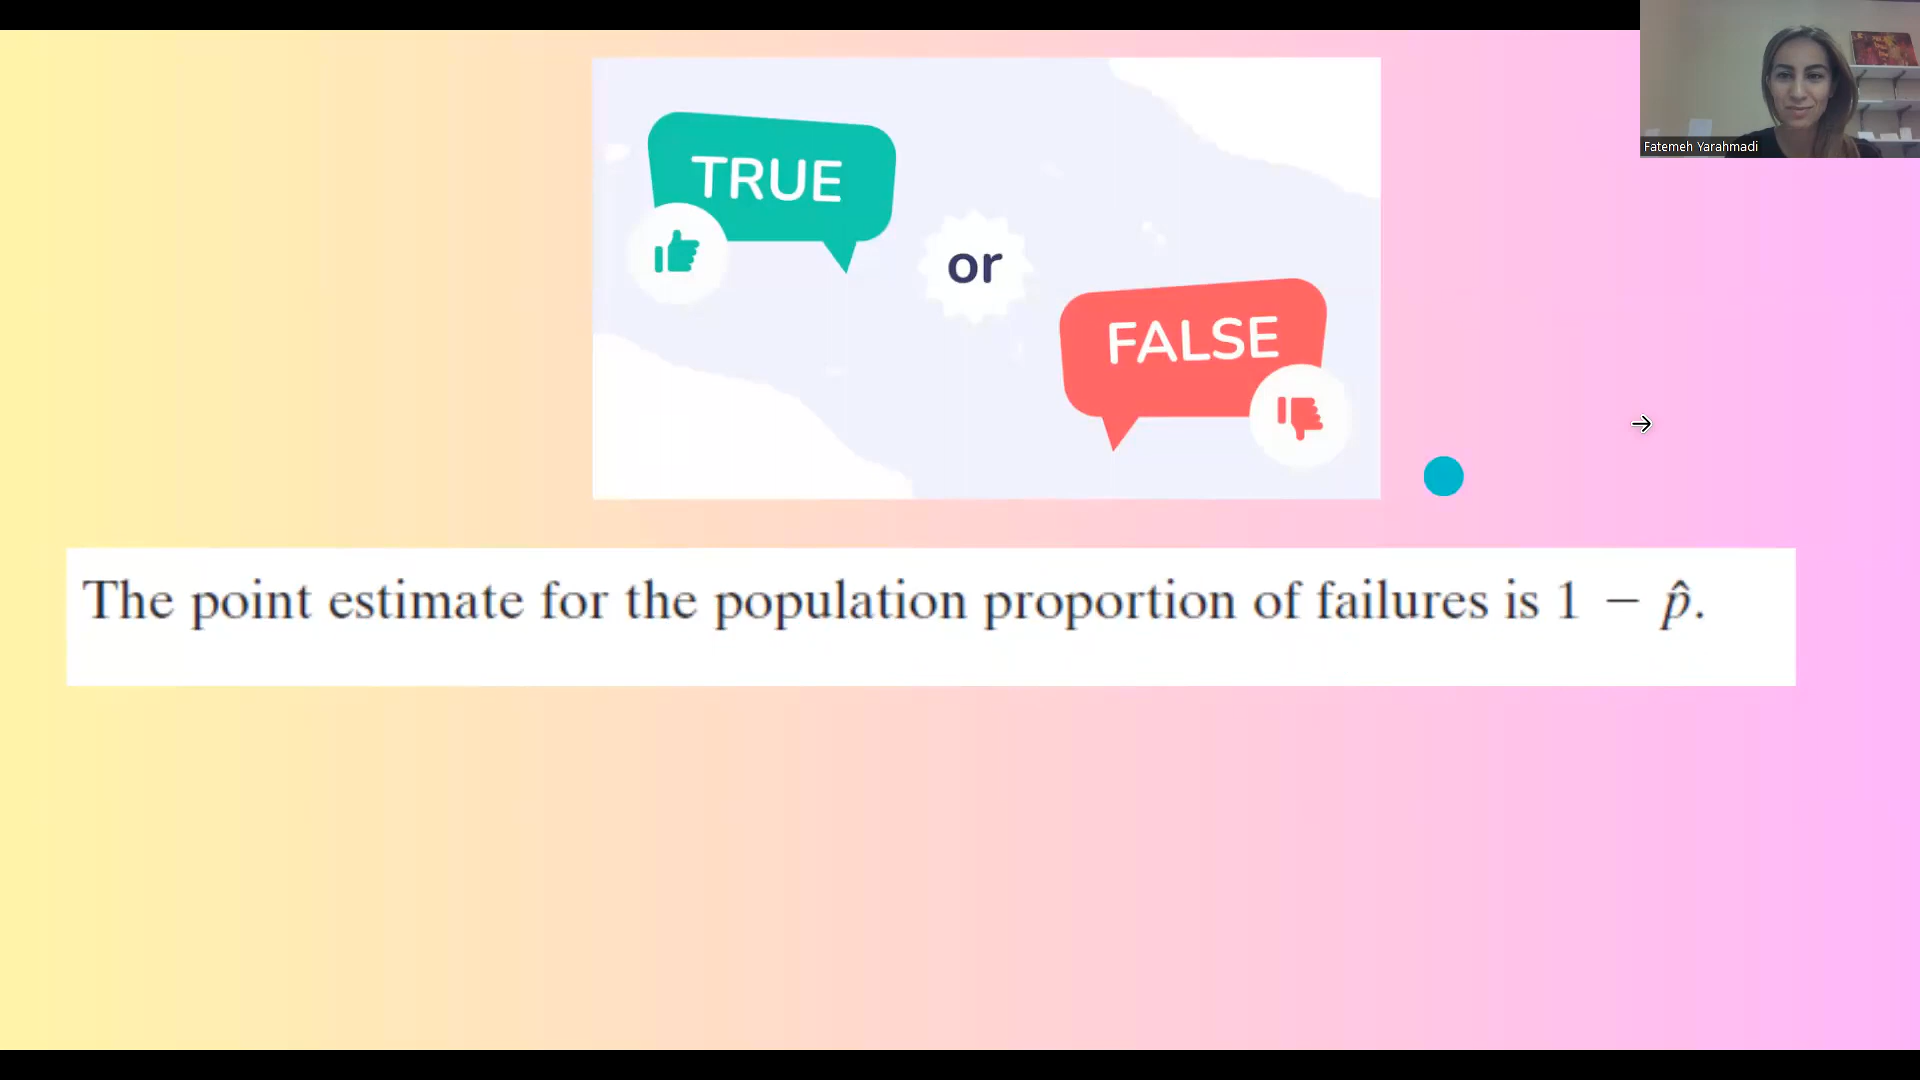 TRUE
or
FALSE
Fatemeh Yarahmadi
The point estimate for the population proportion of failures is 1 − p̂.